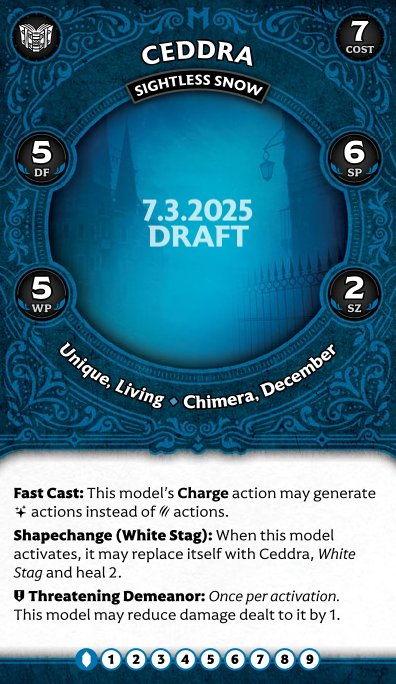 7
COST
CEDDRA
SIGHTLESS SNOW
5
DF
6
SP
7.3.2025
DRAFT
5
WP
2
SZ
Unique, Living ◆ Chimera, December
Fast Cast: This model's Charge action may generate
actions instead of actions.
Shapechange (White Stag): When this model
activates, it may replace itself with Ceddra, White
Stag and heal 2.
Threatening Demeanor: Once per activation.
This model may reduce damage dealt to it by 1.
1 2 3 4 5 6 7 8 9